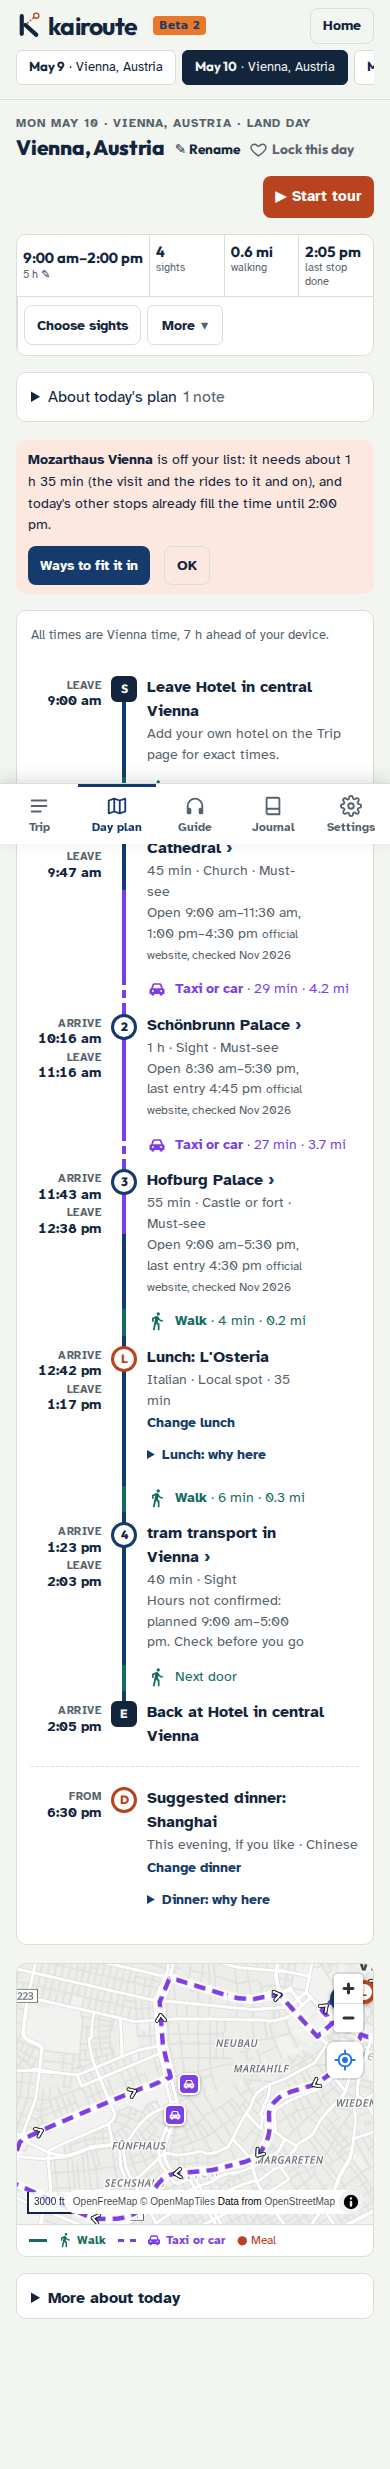 kairoute Beta 2 Home
May 9 · Vienna, Austria May 10 · Vienna, Austria
MON MAY 10 · VIENNA, AUSTRIA · LAND DAY
Vienna, Austria ✎ Rename Lock this day
▶ Start tour
9:00 am–2:00 pm 4 0.6 mi 2:05 pm
5 h ✎ sights walking last stop
done
Choose sights More ▾
▶ About today's plan 1 note
Mozarthaus Vienna is off your list: it needs about 1
h 35 min (the visit and the rides to it and on), and
today's other stops already fill the time until 2:00
pm.
Ways to fit it in OK
All times are Vienna time, 7 h ahead of your device.
LEAVE S Leave Hotel in central
9:00 am Vienna
Add your own hotel on the Trip
page for exact times.
Trip Day plan Guide Journal Settings
Cathedral ›
LEAVE 45 min · Church · Must-
9:47 am see
Open 9:00 am–11:30 am,
1:00 pm–4:30 pm official
website, checked Nov 2026
Taxi or car · 29 min · 4.2 mi
ARRIVE 2 Schönbrunn Palace ›
10:16 am 1 h · Sight · Must-see
LEAVE Open 8:30 am–5:30 pm,
11:16 am last entry 4:45 pm official
website, checked Nov 2026
Taxi or car · 27 min · 3.7 mi
ARRIVE 3 Hofburg Palace ›
11:43 am 55 min · Castle or fort ·
LEAVE Must-see
12:38 pm Open 9:00 am–5:30 pm,
last entry 4:30 pm official
website, checked Nov 2026
Walk · 4 min · 0.2 mi
ARRIVE L Lunch: L'Osteria
12:42 pm Italian · Local spot · 35
LEAVE min
1:17 pm Change lunch
▶ Lunch: why here
Walk · 6 min · 0.3 mi
ARRIVE 4 tram transport in
1:23 pm Vienna ›
LEAVE 40 min · Sight
2:03 pm Hours not confirmed:
planned 9:00 am–5:00
pm. Check before you go
Next door
ARRIVE E Back at Hotel in central
2:05 pm Vienna
FROM D Suggested dinner:
6:30 pm Shanghai
This evening, if you like · Chinese
Change dinner
▶ Dinner: why here
223
+
−
NEUBAU
MARIAHILF
WIEDEN
FÜNFHAUS
MARGARETEN
3000 ft OpenFreeMap © OpenMapTiles Data from OpenStreetMap
Walk Taxi or car Meal
▶ More about today